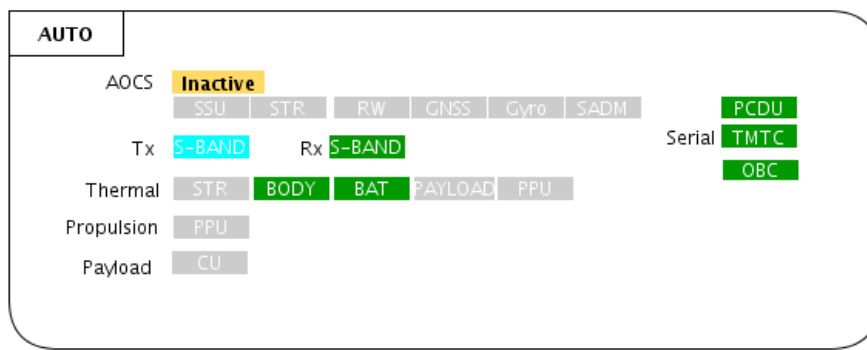 AUTO
AOCS Inactive
SSU STR RW GNSS Gyro SADM PCDU
Tx S-BAND Rx S-BAND Serial TMTC
Thermal STR BODY BAT PAYLOAD PPU OBC
Propulsion PPU
Payload CU